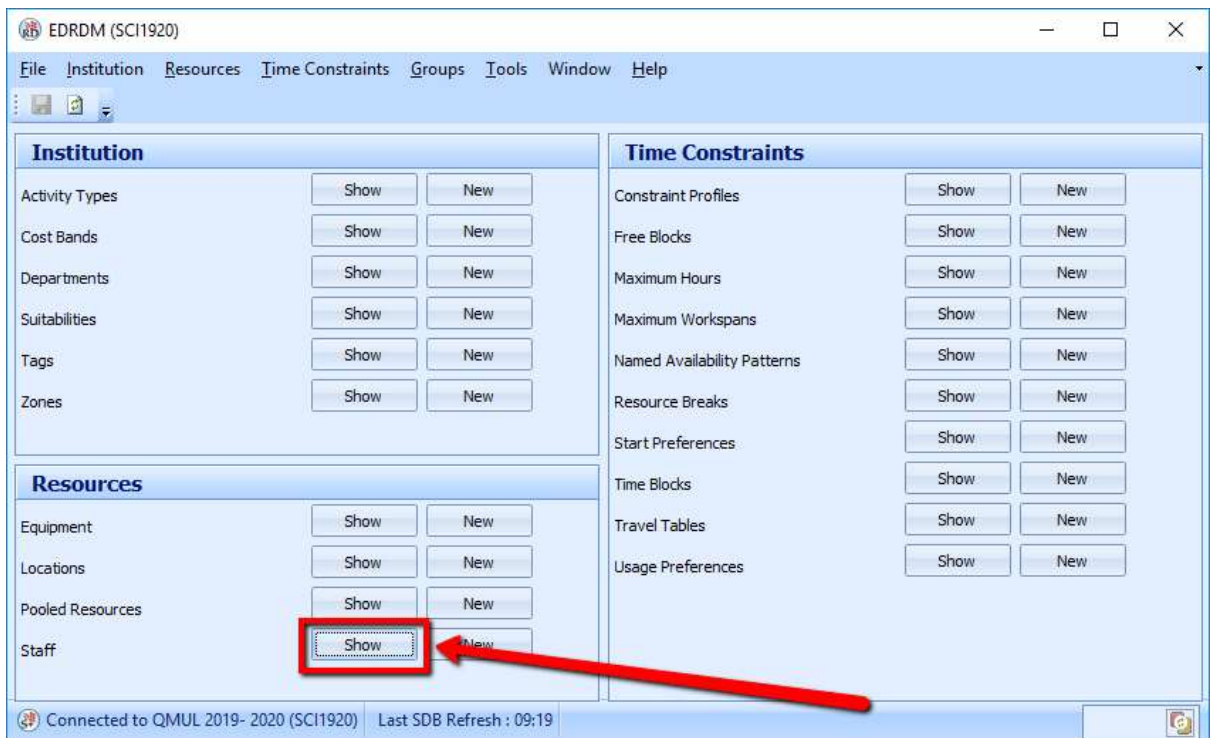 EDRDM (SCI1920)
File Institution Resources Time Constraints Groups Tools Window Help
Institution
Activity Types Show New
Cost Bands Show New
Departments Show New
Suitabilities Show New
Tags Show New
Zones Show New
Resources
Equipment Show New
Locations Show New
Pooled Resources Show New
Staff Show New
Time Constraints
Constraint Profiles Show New
Free Blocks Show New
Maximum Hours Show New
Maximum Workspans Show New
Named Availability Patterns Show New
Resource Breaks Show New
Start Preferences Show New
Time Blocks Show New
Travel Tables Show New
Usage Preferences Show New
Connected to QMUL 2019- 2020 (SCI1920) Last SDB Refresh : 09:19